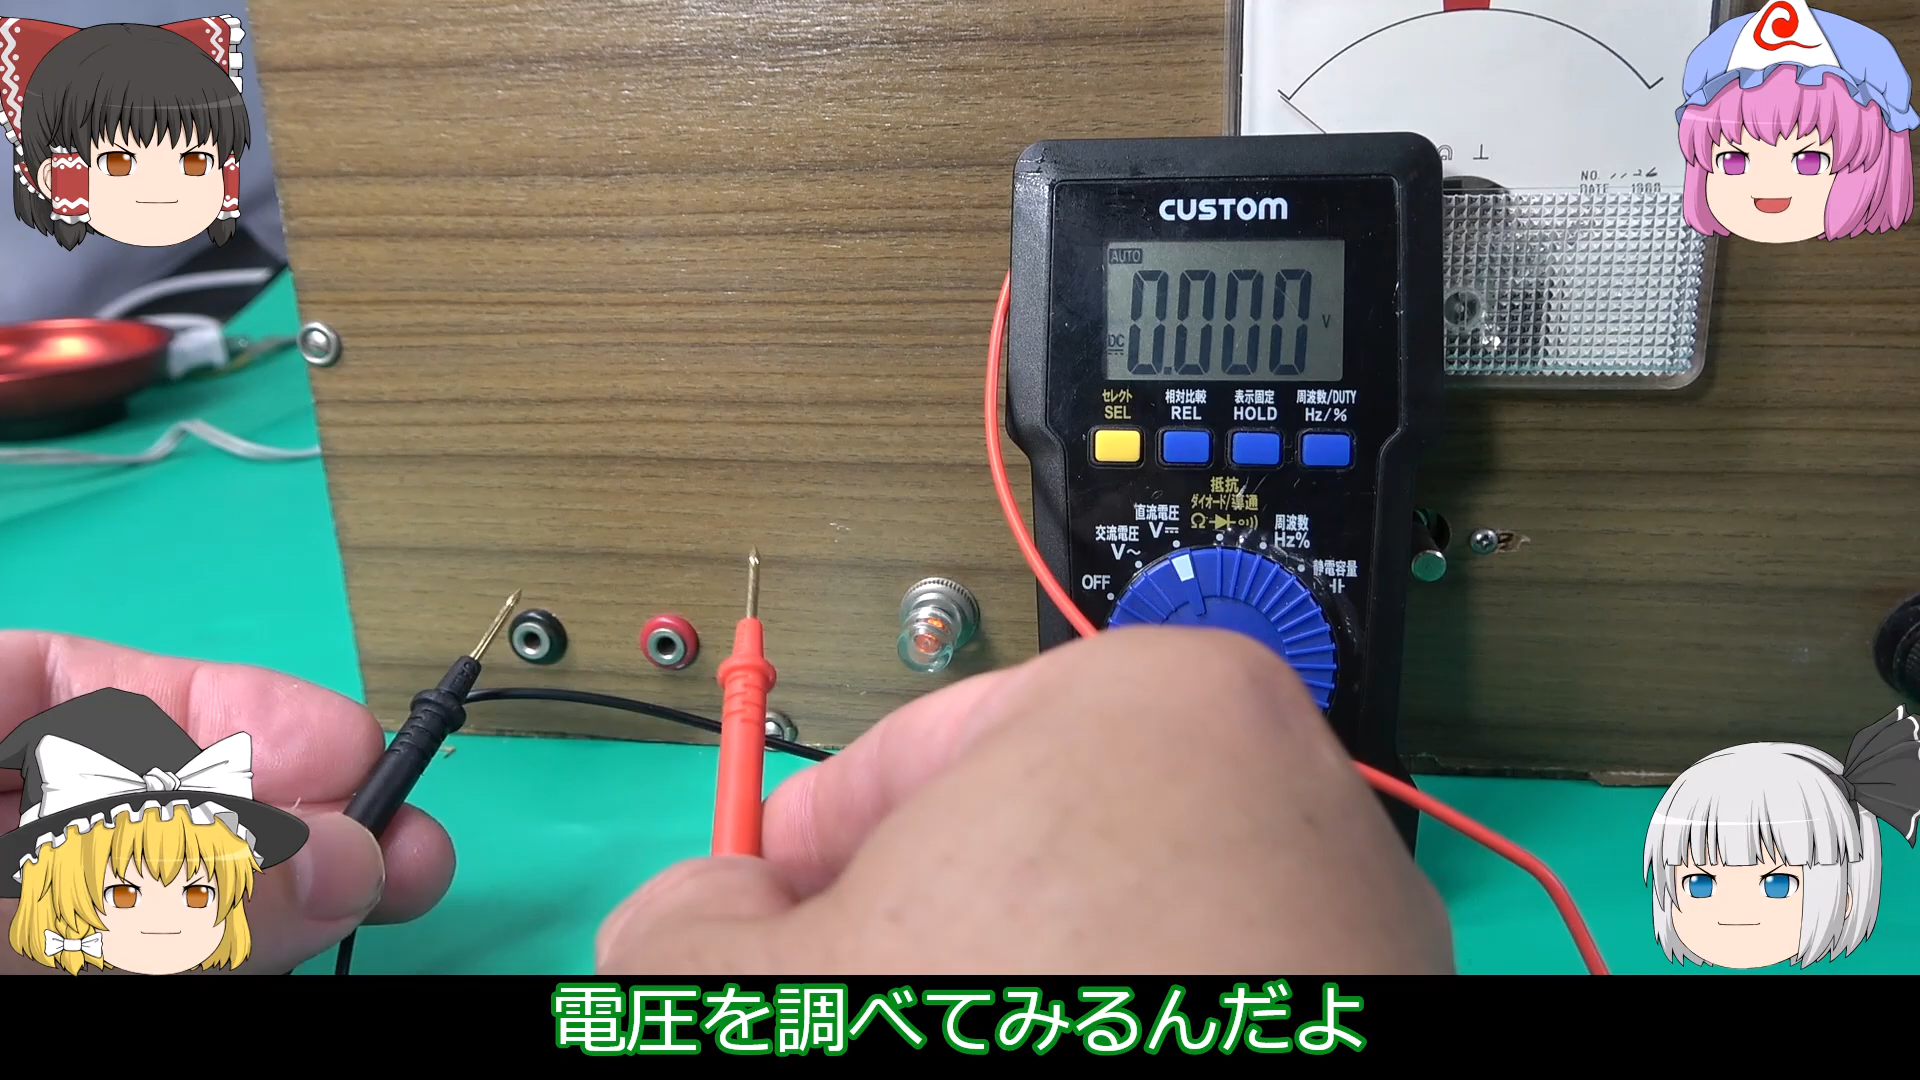 CUSTOM
AUTO
DC 0.000 V
セレクト 相対比較 表示固定 周波数/DUTY
SEL REL HOLD Hz/%
抵抗
ダイオード/導通
直流電圧
V
周波数
Hz%
交流電圧
V~
静電容量
OFF
NO.
DATE 1968
電圧を調べてみるんだよ